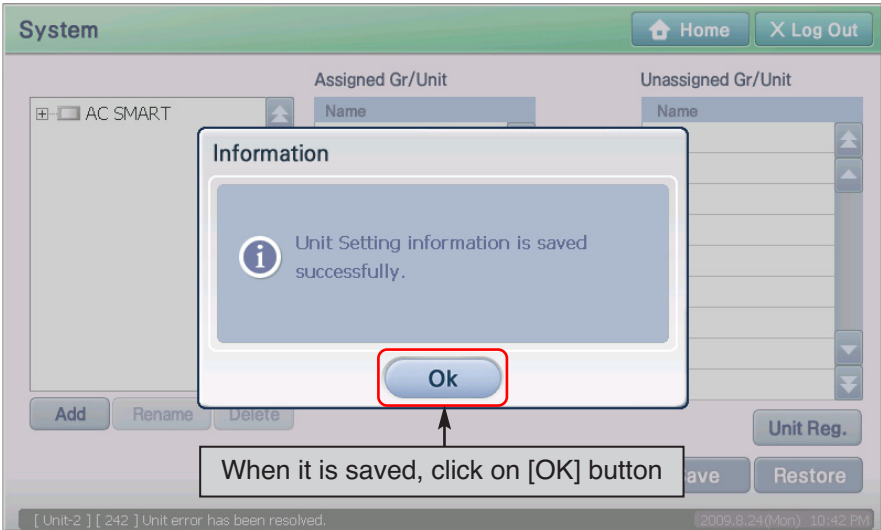 System
Home
X Log Out
Assigned Gr/Unit
Unassigned Gr/Unit
AC SMART
Name
Name
Information
Unit Setting information is saved
successfully.
Ok
Add
Rename
Delete
Unit Reg.
When it is saved, click on [OK] button
Restore
[ Unit-2 ] [ 242 ] Unit error has been resolved.
2009.8.24(Mon) 10:42 PM